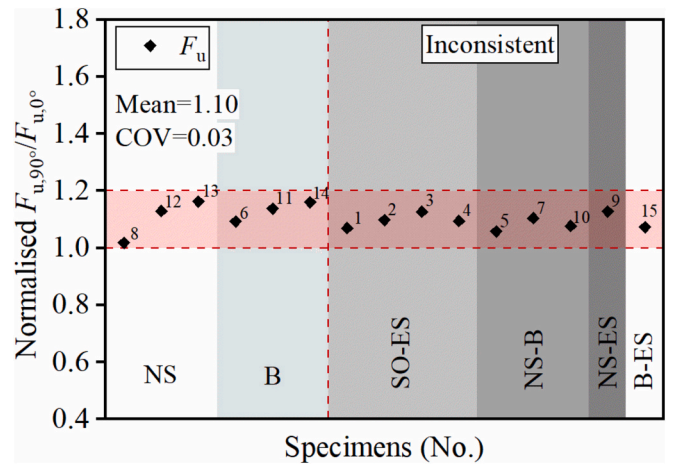 1.8
1.6
1.4
1.2
1.0
0.8
0.6
0.4
Normalised Fu,90°/Fu,0°
Fu
Mean=1.10
COV=0.03
Inconsistent
8
12
13
6
11
14
1
2
3
4
5
7
10
9
15
NS
B
SO-ES
NS-B
NS-ES
B-ES
Specimens (No.)